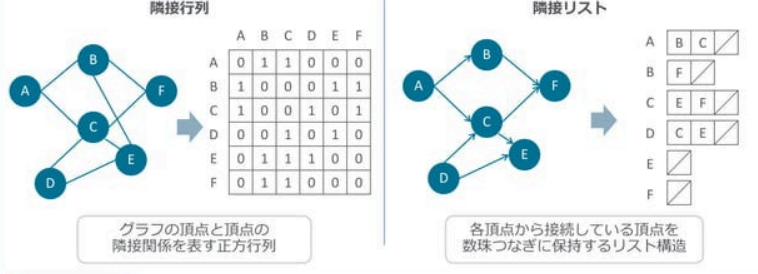 隣接行列
A B C D E F
A 0 1 1 0 0 0
B 1 0 0 0 1 1
C 1 0 0 1 0 1
D 0 0 1 0 1 0
E 0 1 1 1 0 0
F 0 1 1 0 0 0
A
B
C
D
E
F
グラフの頂点と頂点の
隣接関係を表す正方行列
隣接リスト
A
B
C
D
E
F
A B C
B F
C E F
D C E
E
F
各頂点から接続している頂点を
数珠つなぎに保持するリスト構造